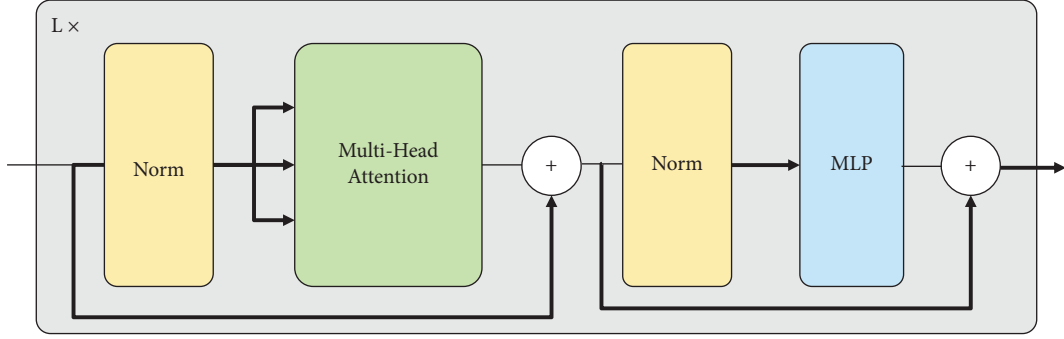 L ×
Norm
Multi-Head
Attention
+
Norm
MLP
+